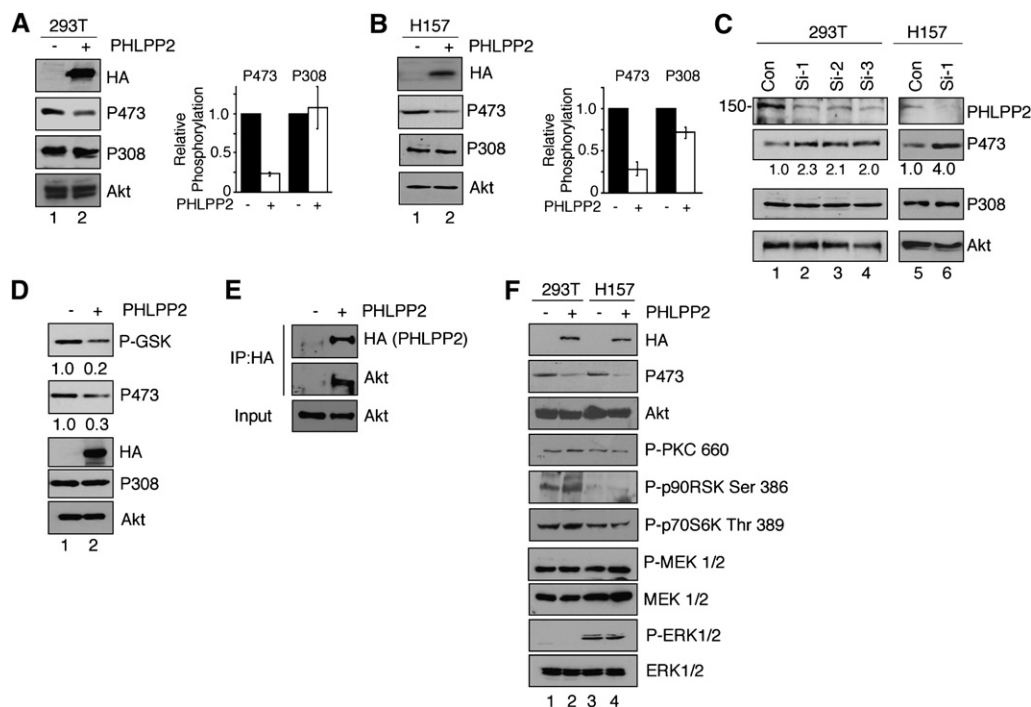 A
293T
- + PHLPP2
HA
P473
P308
Akt
1 2
P473 P308
Relative
Phosphorylation
1.0
0.5
0
PHLPP2 - + - +
B
H157
- + PHLPP2
HA
P473
P308
Akt
1 2
P473 P308
Relative
Phosphorylation
1.0
0.5
0
PHLPP2 - + - +
C
293T H157
Con Si-1 Si-2 Si-3 Con Si-1
150 PHLPP2
P473
1.0 2.3 2.1 2.0 1.0 4.0
P308
Akt
1 2 3 4 5 6
D
- + PHLPP2
P-GSK
1.0 0.2
P473
1.0 0.3
HA
P308
Akt
1 2
E
- + PHLPP2
IP:HA
HA (PHLPP2)
Akt
Input Akt
F
293T H157
- + - + PHLPP2
HA
P473
Akt
P-PKC 660
P-p90RSK Ser 386
P-p70S6K Thr 389
P-MEK 1/2
MEK 1/2
P-ERK1/2
ERK1/2
1 2 3 4